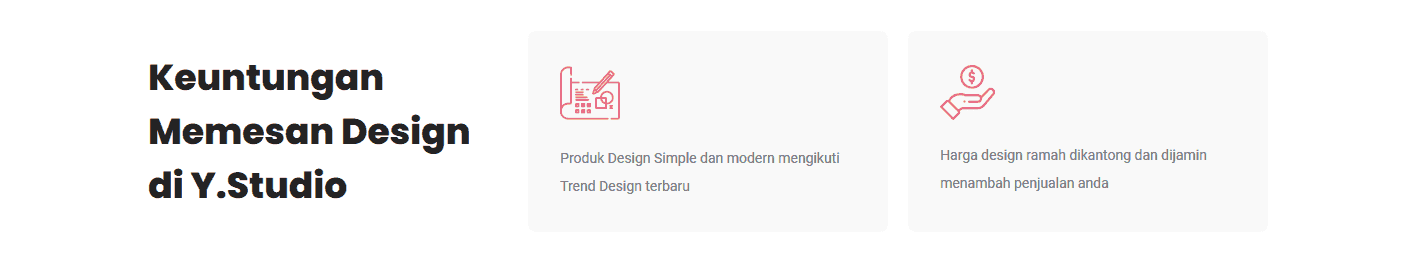 Keuntungan
Memesan Design
di Y.Studio
Produk Design Simple dan modern mengikuti
Trend Design terbaru
$
Harga design ramah dikantong dan dijamin
menambah penjualan anda